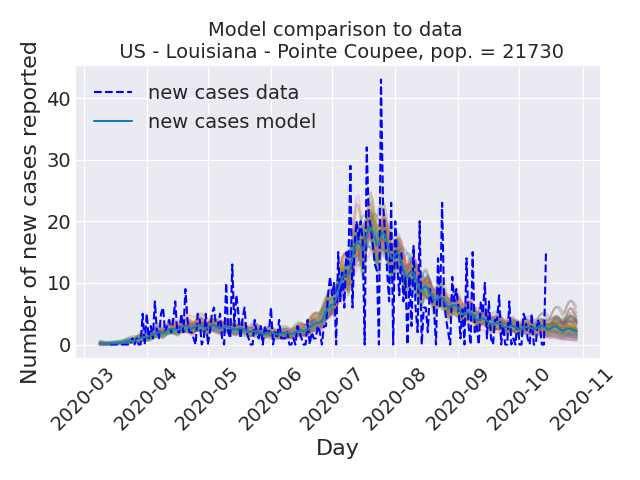 Model comparison to data
US - Louisiana - Pointe Coupee, pop. = 21730
Number of new cases reported
40
30
20
10
0
new cases data
new cases model
2020-03
2020-04
2020-05
2020-06
2020-07
2020-08
2020-09
2020-10
2020-11
Day